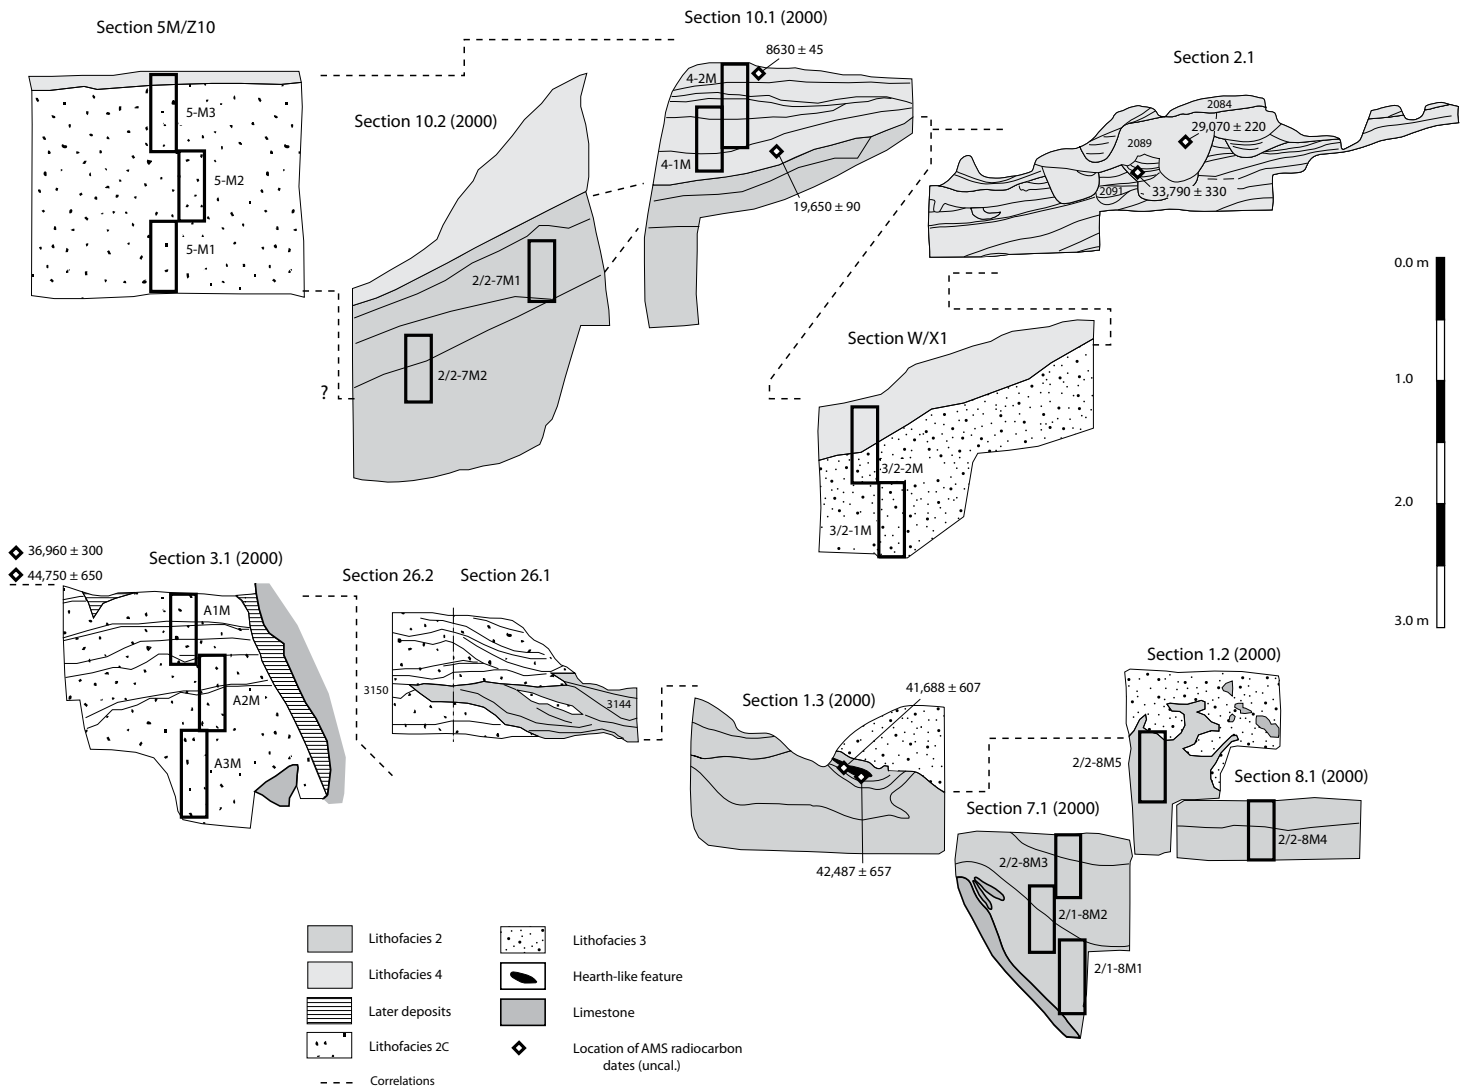 Section 5M/Z10
5-M3
5-M2
5-M1
Section 10.2 (2000)
2/2-7M1
2/2-7M2
?
Section 10.1 (2000)
8630 ± 45
4-2M
4-1M
19,650 ± 90
Section 2.1
2084
29,070 ± 220
2089
2091
33,790 ± 330
0.0 m
1.0
2.0
3.0 m
Section W/X1
3/2-2M
3/2-1M
36,960 ± 300
44,750 ± 650
Section 3.1 (2000)
A1M
A2M
A3M
Section 26.2
Section 26.1
3150
3144
Section 1.3 (2000)
41,688 ± 607
42,487 ± 657
Section 1.2 (2000)
2/2-8M5
Section 8.1 (2000)
2/2-8M4
Section 7.1 (2000)
2/2-8M3
2/1-8M2
2/1-8M1
Lithofacies 2
Lithofacies 4
Later deposits
Lithofacies 2C
Correlations
Lithofacies 3
Hearth-like feature
Limestone
Location of AMS radiocarbon
dates (uncal.)